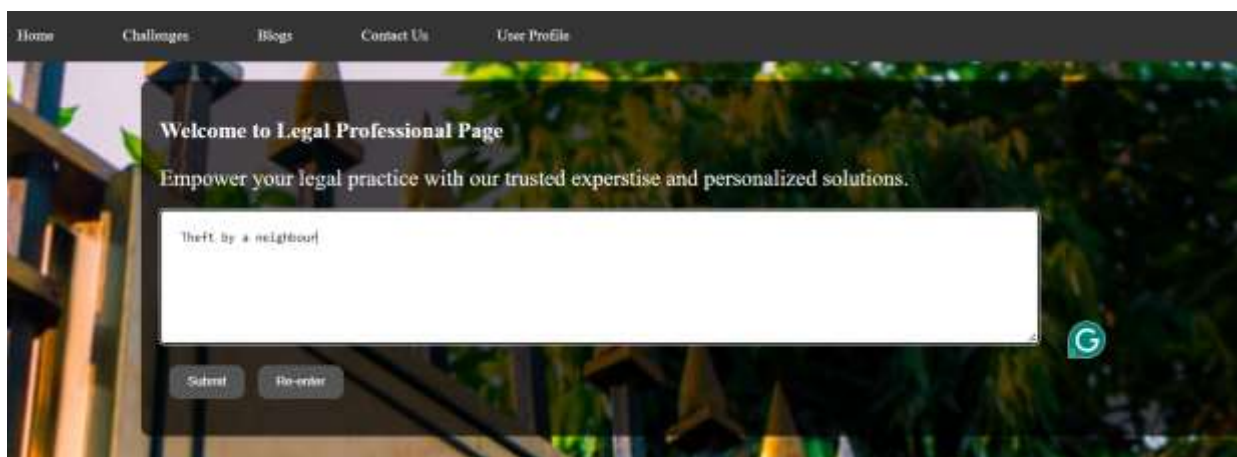 Home Challenges Blogs Contact Us User Profile
Welcome to Legal Professional Page
Empower your legal practice with our trusted experstise and personalized solutions.
Theft by a neighbour
Submit Re-enter
G